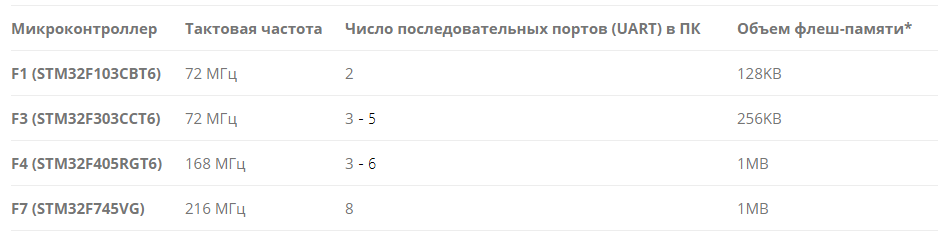 Микроконтроллер Тактовая частота Число последовательных портов (UART) в ПК Объем флеш-памяти*
F1 (STM32F103CBT6) 72 МГц 2 128KB
F3 (STM32F303CCT6) 72 МГц 3 - 5 256KB
F4 (STM32F405RGT6) 168 МГц 3 - 6 1MB
F7 (STM32F745VG) 216 МГц 8 1MB